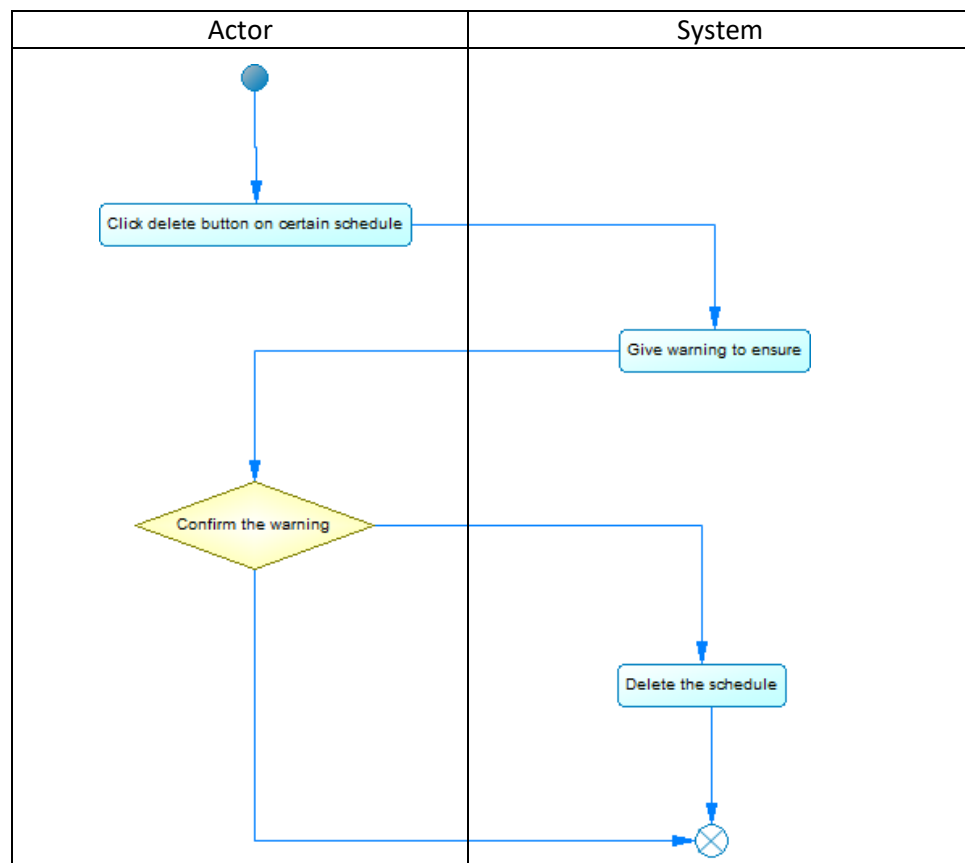 Actor
System
Click delete button on certain schedule
Give warning to ensure
Confirm the warning
Delete the schedule